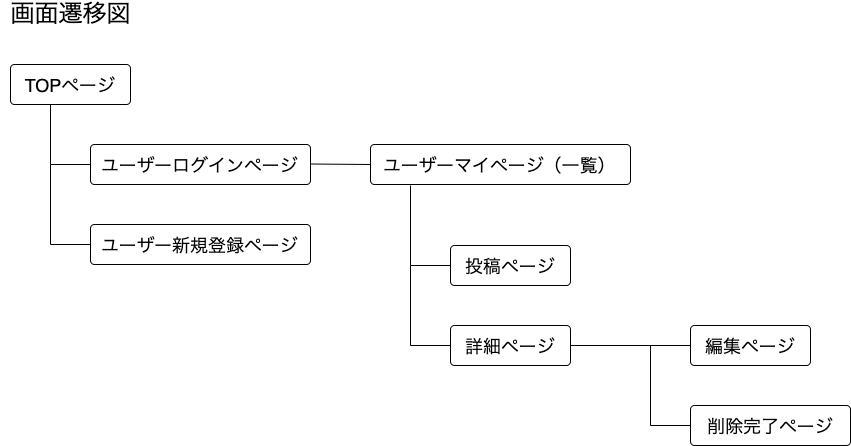 画面遷移図
TOPページ
ユーザーログインページ
ユーザーマイページ（一覧）
ユーザー新規登録ページ
投稿ページ
詳細ページ
編集ページ
削除完了ページ